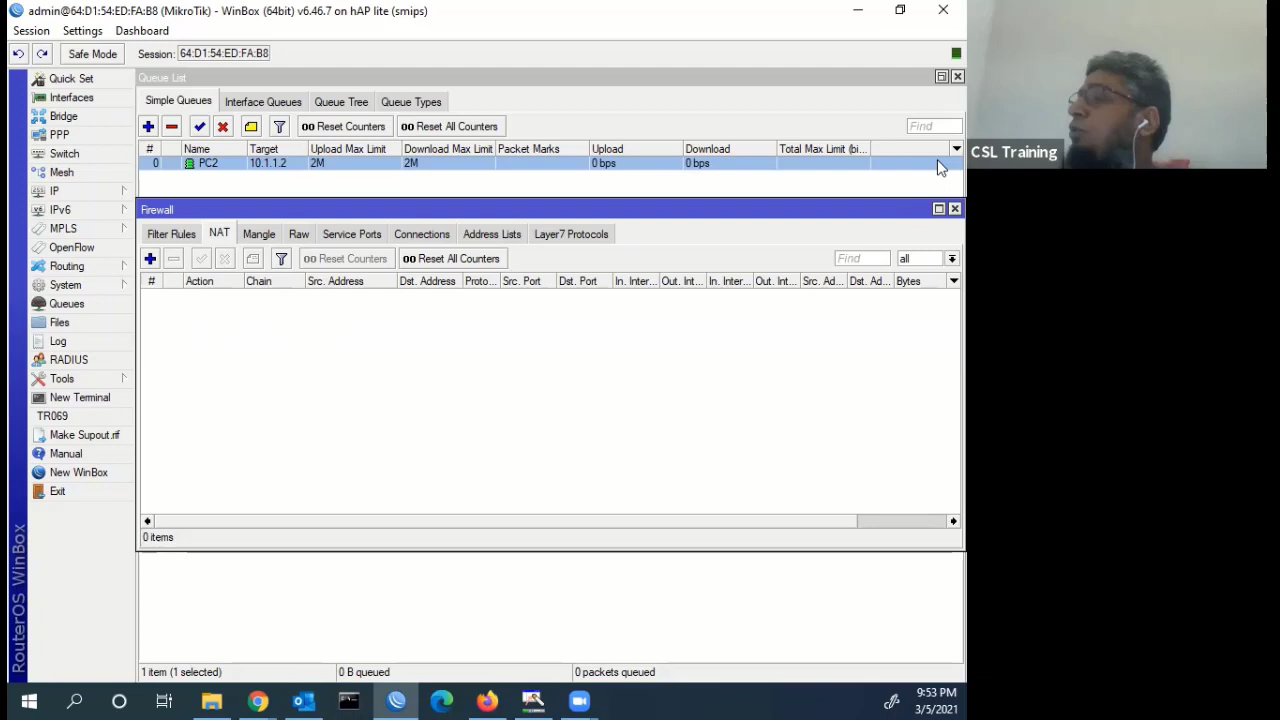 admin@64:D1:54:ED:FA:B8 (MikroTik) - WinBox (64bit) v6.46.7 on hAP lite (smips)
Session Settings Dashboard
Safe Mode Session: 64:D1:54:ED:FA:B8
Queue List
Simple Queues Interface Queues Queue Tree Queue Types
00 Reset Counters 00 Reset All Counters Find
# Name Target Upload Max Limit Download Max Limit Packet Marks Upload Download Total Max Limit (bi...
0 PC2 10.1.1.2 2M 2M 0 bps 0 bps
Firewall
Filter Rules NAT Mangle Raw Service Ports Connections Address Lists Layer7 Protocols
00 Reset Counters 00 Reset All Counters Find all
# Action Chain Src. Address Dst. Address Proto... Src. Port Dst. Port In. Inter... Out. Int... In. Inter... Out. Int... Src. Ad... Dst. Ad... Bytes
0 items
1 item (1 selected) 0 B queued 0 packets queued
Quick Set
Interfaces
Bridge
PPP
Switch
Mesh
IP
IPv6
MPLS
OpenFlow
Routing
System
Queues
Files
Log
RADIUS
Tools
New Terminal
TR069
Make Supout.rif
Manual
New WinBox
Exit
RouterOS WinBox
CSL Training
9:53 PM
3/5/2021